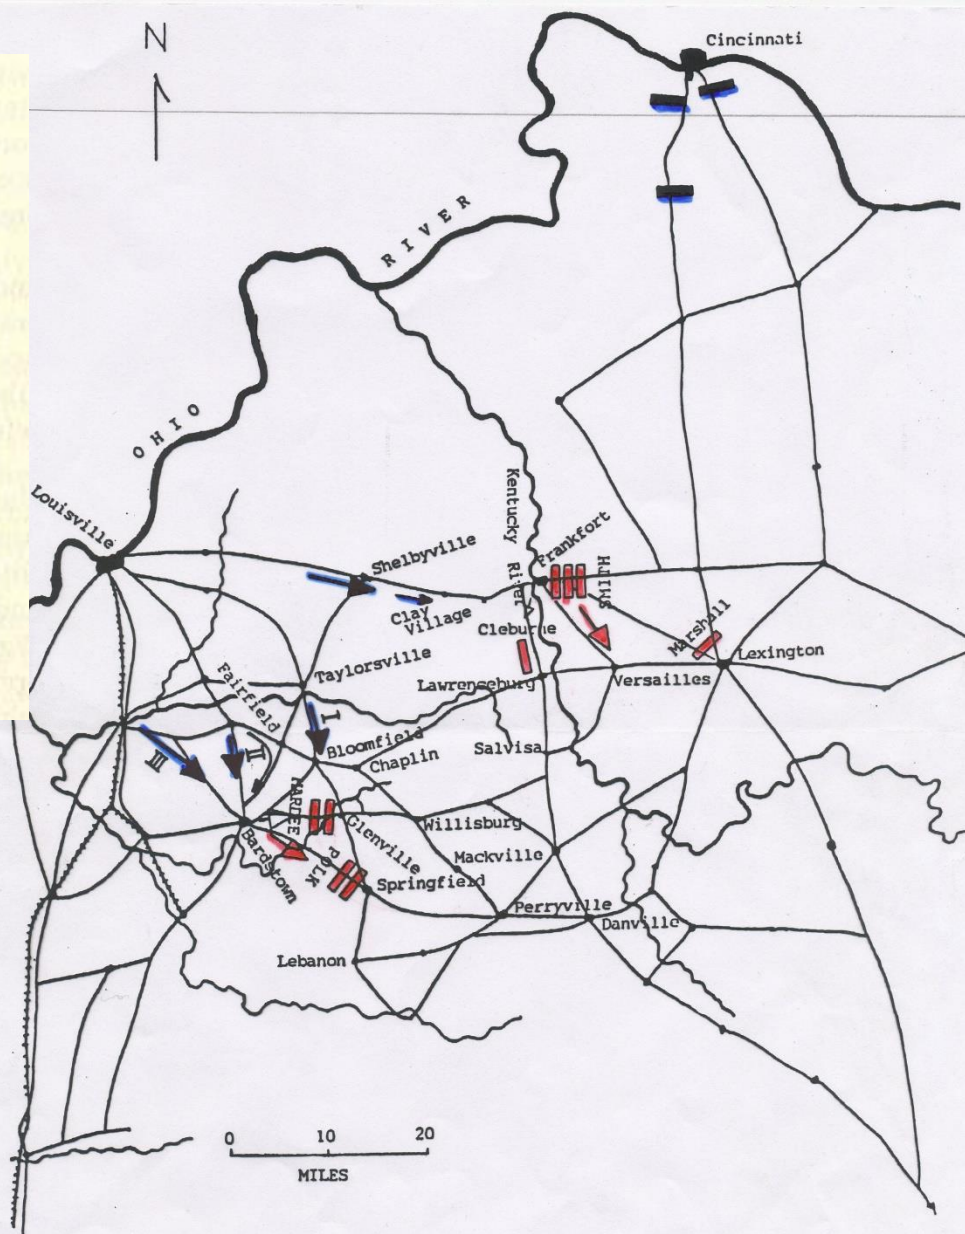 N
Cincinnati
OHIO RIVER
Louisville
Kentucky River
Shelbyville
Clay
Village
Frankfort
SMITH
Cleburne
Marshall
Lexington
Versailles
Lawrenceburg
Taylorsville
Fairfield
I
II
III
Bloomfield
Chaplin
Salvisa
HARDEE
Glenville
Willisburg
Bardstown
POLK
Mackville
Springfield
Perryville
Danville
Lebanon
0 10 20
MILES